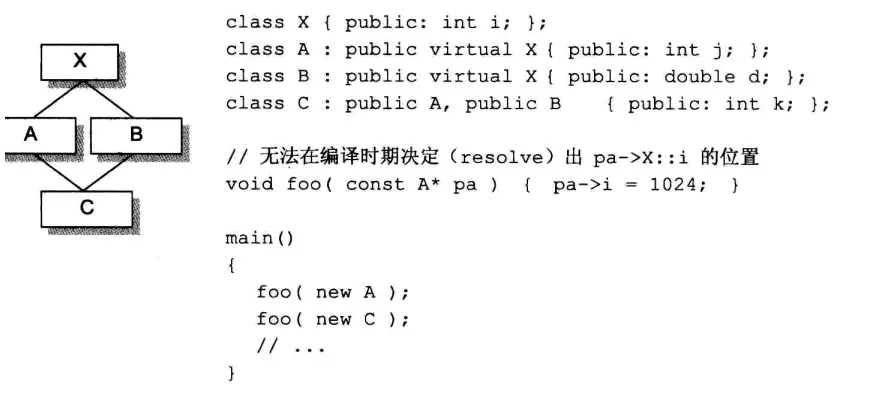 X
A
B
C
class X { public: int i; };
class A : public virtual X { public: int j; };
class B : public virtual X { public: double d; };
class C : public A, public B { public: int k; };
// 无法在编译时期决定（resolve）出 pa->X::i 的位置
void foo( const A* pa ) { pa->i = 1024; }
main()
{
foo( new A );
foo( new C );
// ...
}